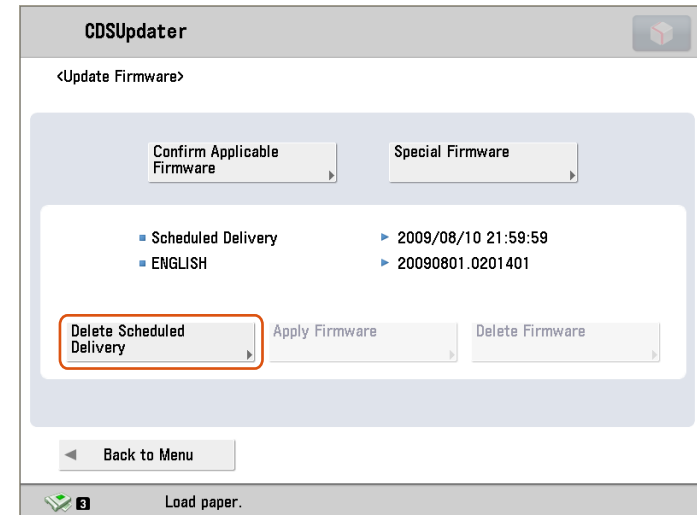 CDSUpdater
<Update Firmware>
Confirm Applicable
Firmware
Special Firmware
Scheduled Delivery
2009/08/10 21:59:59
ENGLISH
20090801.0201401
Delete Scheduled
Delivery
Apply Firmware
Delete Firmware
Back to Menu
3
Load paper.